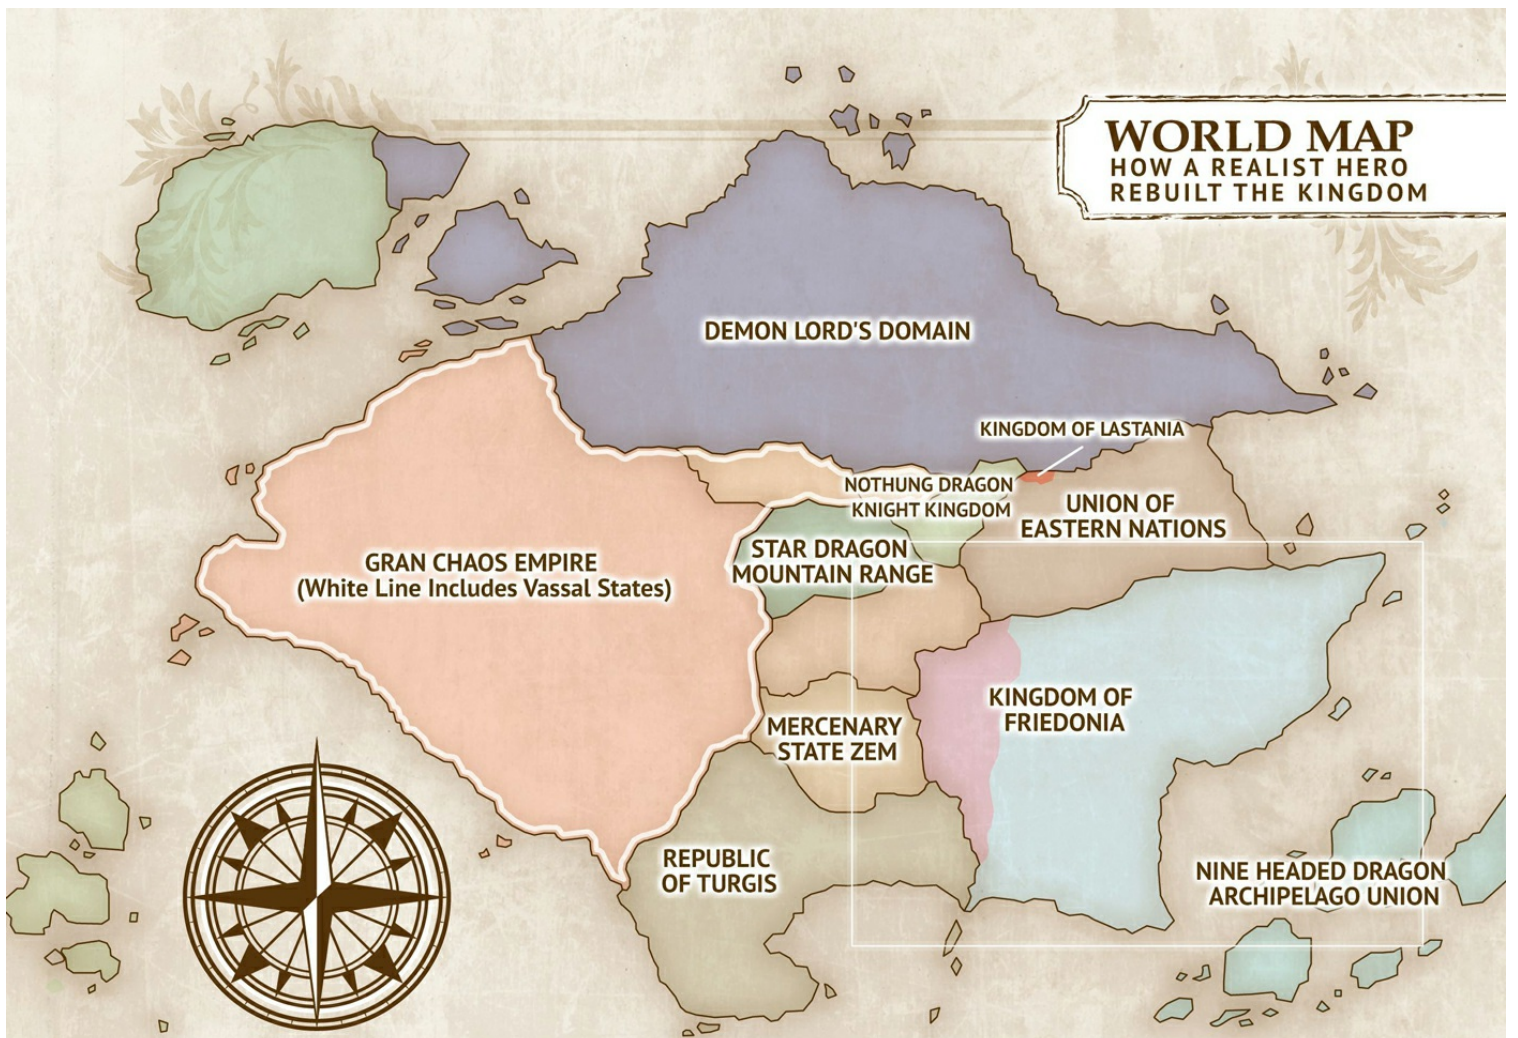 WORLD MAP
HOW A REALIST HERO
REBUILT THE KINGDOM
DEMON LORD'S DOMAIN
KINGDOM OF LASTANIA
NOTHUNG DRAGON
KNIGHT KINGDOM
UNION OF
EASTERN NATIONS
STAR DRAGON
MOUNTAIN RANGE
GRAN CHAOS EMPIRE
(White Line Includes Vassal States)
KINGDOM OF
FRIEDONIA
MERCENARY
STATE ZEM
REPUBLIC
OF TURGIS
NINE HEADED DRAGON
ARCHIPELAGO UNION